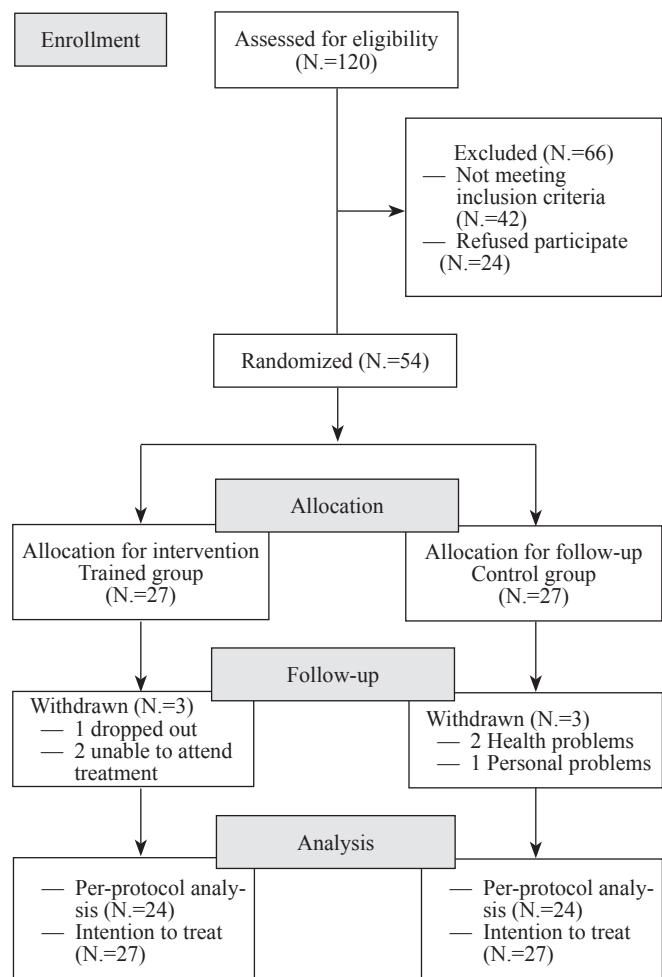 Enrollment
Assessed for eligibility
(N.=120)
Excluded (N.=66)
— Not meeting
inclusion criteria
(N.=42)
— Refused participate
(N.=24)
Randomized (N.=54)
Allocation
Allocation for intervention
Trained group
(N.=27)
Allocation for follow-up
Control group
(N.=27)
Follow-up
Withdrawn (N.=3)
— 1 dropped out
— 2 unable to attend
treatment
Withdrawn (N.=3)
— 2 Health problems
— 1 Personal problems
Analysis
— Per-protocol analy-
sis (N.=24)
— Intention to treat
(N.=27)
— Per-protocol analy-
sis (N.=24)
— Intention to treat
(N.=27)